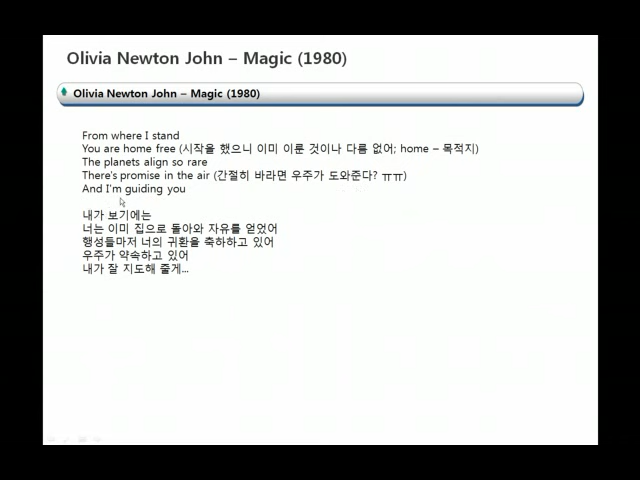 Olivia Newton John – Magic (1980)
Olivia Newton John – Magic (1980)
From where I stand
You are home free (시작을 했으니 이미 이룬 것이나 다름 없어; home – 목적지)
The planets align so rare
There's promise in the air (간절히 바라면 우주가 도와준다? ㅠㅠ)
And I'm guiding you
내가 보기에는
너는 이미 집으로 돌아와 자유를 얻었어
행성들마저 너의 귀환을 축하하고 있어
우주가 약속하고 있어
내가 잘 지도해 줄게...